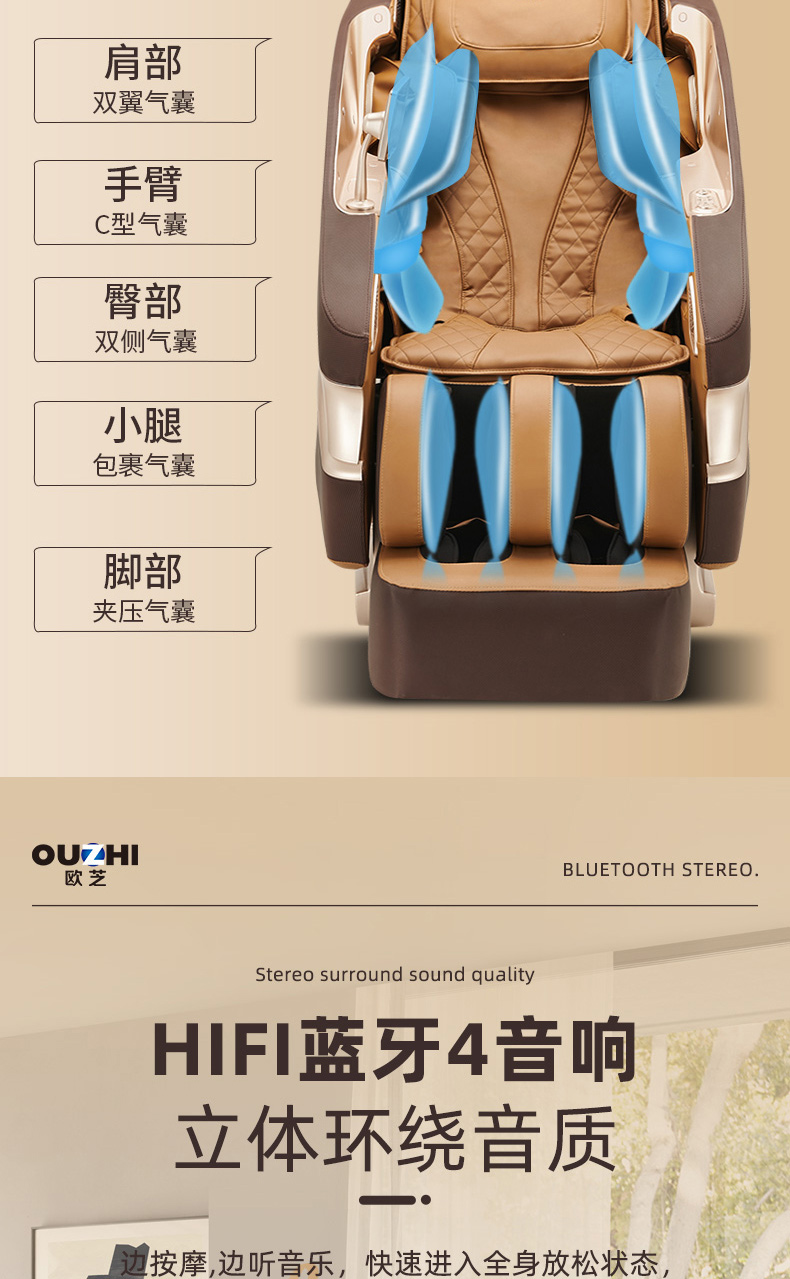 肩部
双翼气囊
手臂
C型气囊
臀部
双侧气囊
小腿
包裹气囊
脚部
夹压气囊
OUZHI
欧芝
BLUETOOTH STEREO.
Stereo surround sound quality
HIFI蓝牙4音响
立体环绕音质
边按摩,边听音乐，快速进入全身放松状态，